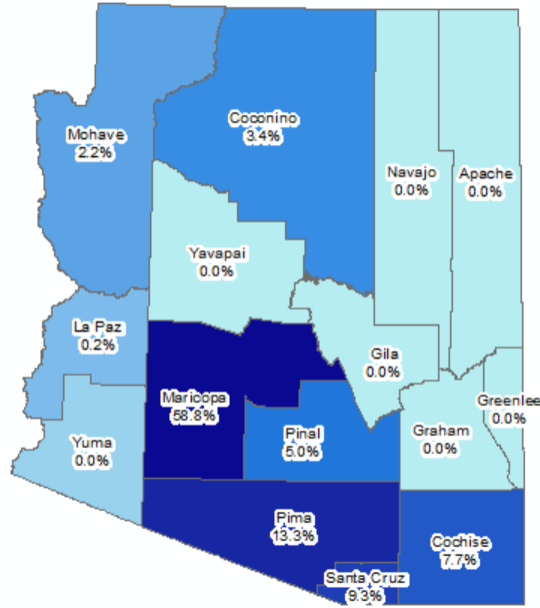 Coconino
3.4%
Mohave
2.2%
Navajo
0.0%
Apache
0.0%
Yavapai
0.0%
La Paz
0.2%
Gila
0.0%
Maricopa
58.8%
Greenlee
0.0%
Pinal
5.0%
Graham
0.0%
Yuma
0.0%
Pima
13.3%
Cochise
7.7%
Santa Cruz
9.3%